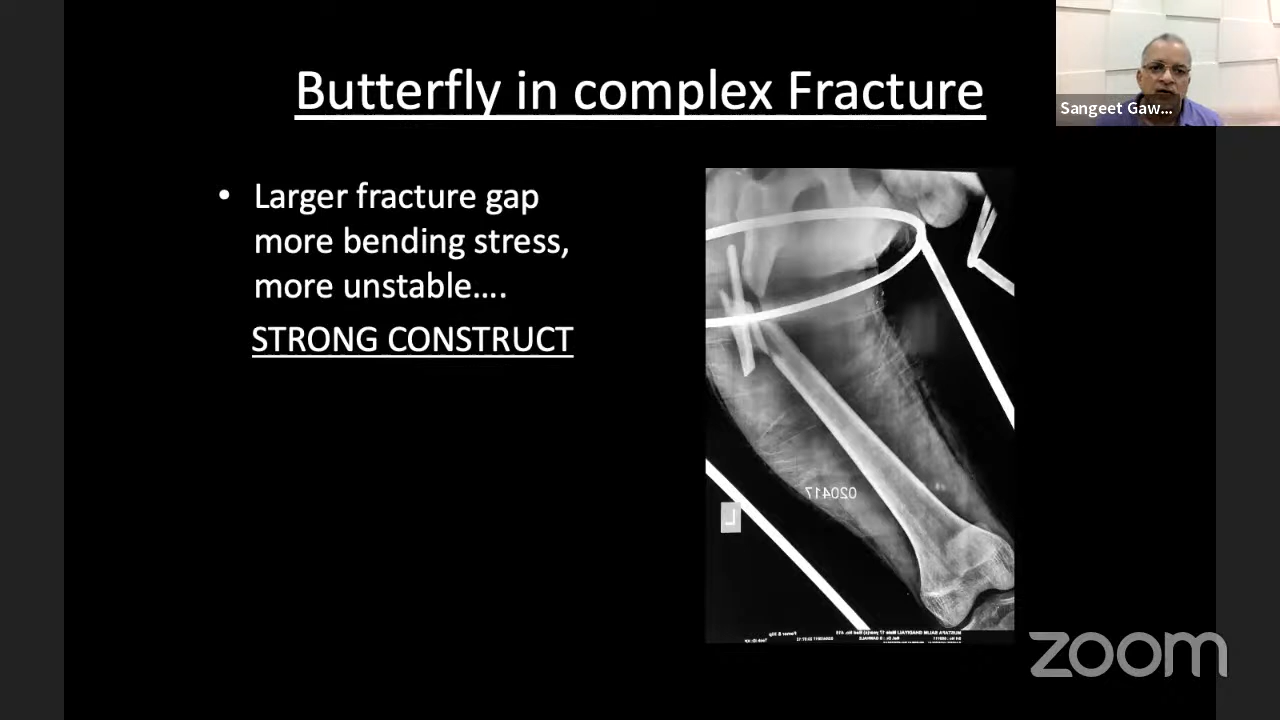 Butterfly in complex Fracture
Sangeet Gaw...
• Larger fracture gap
more bending stress,
more unstable….
STRONG CONSTRUCT
020417
L
zoom